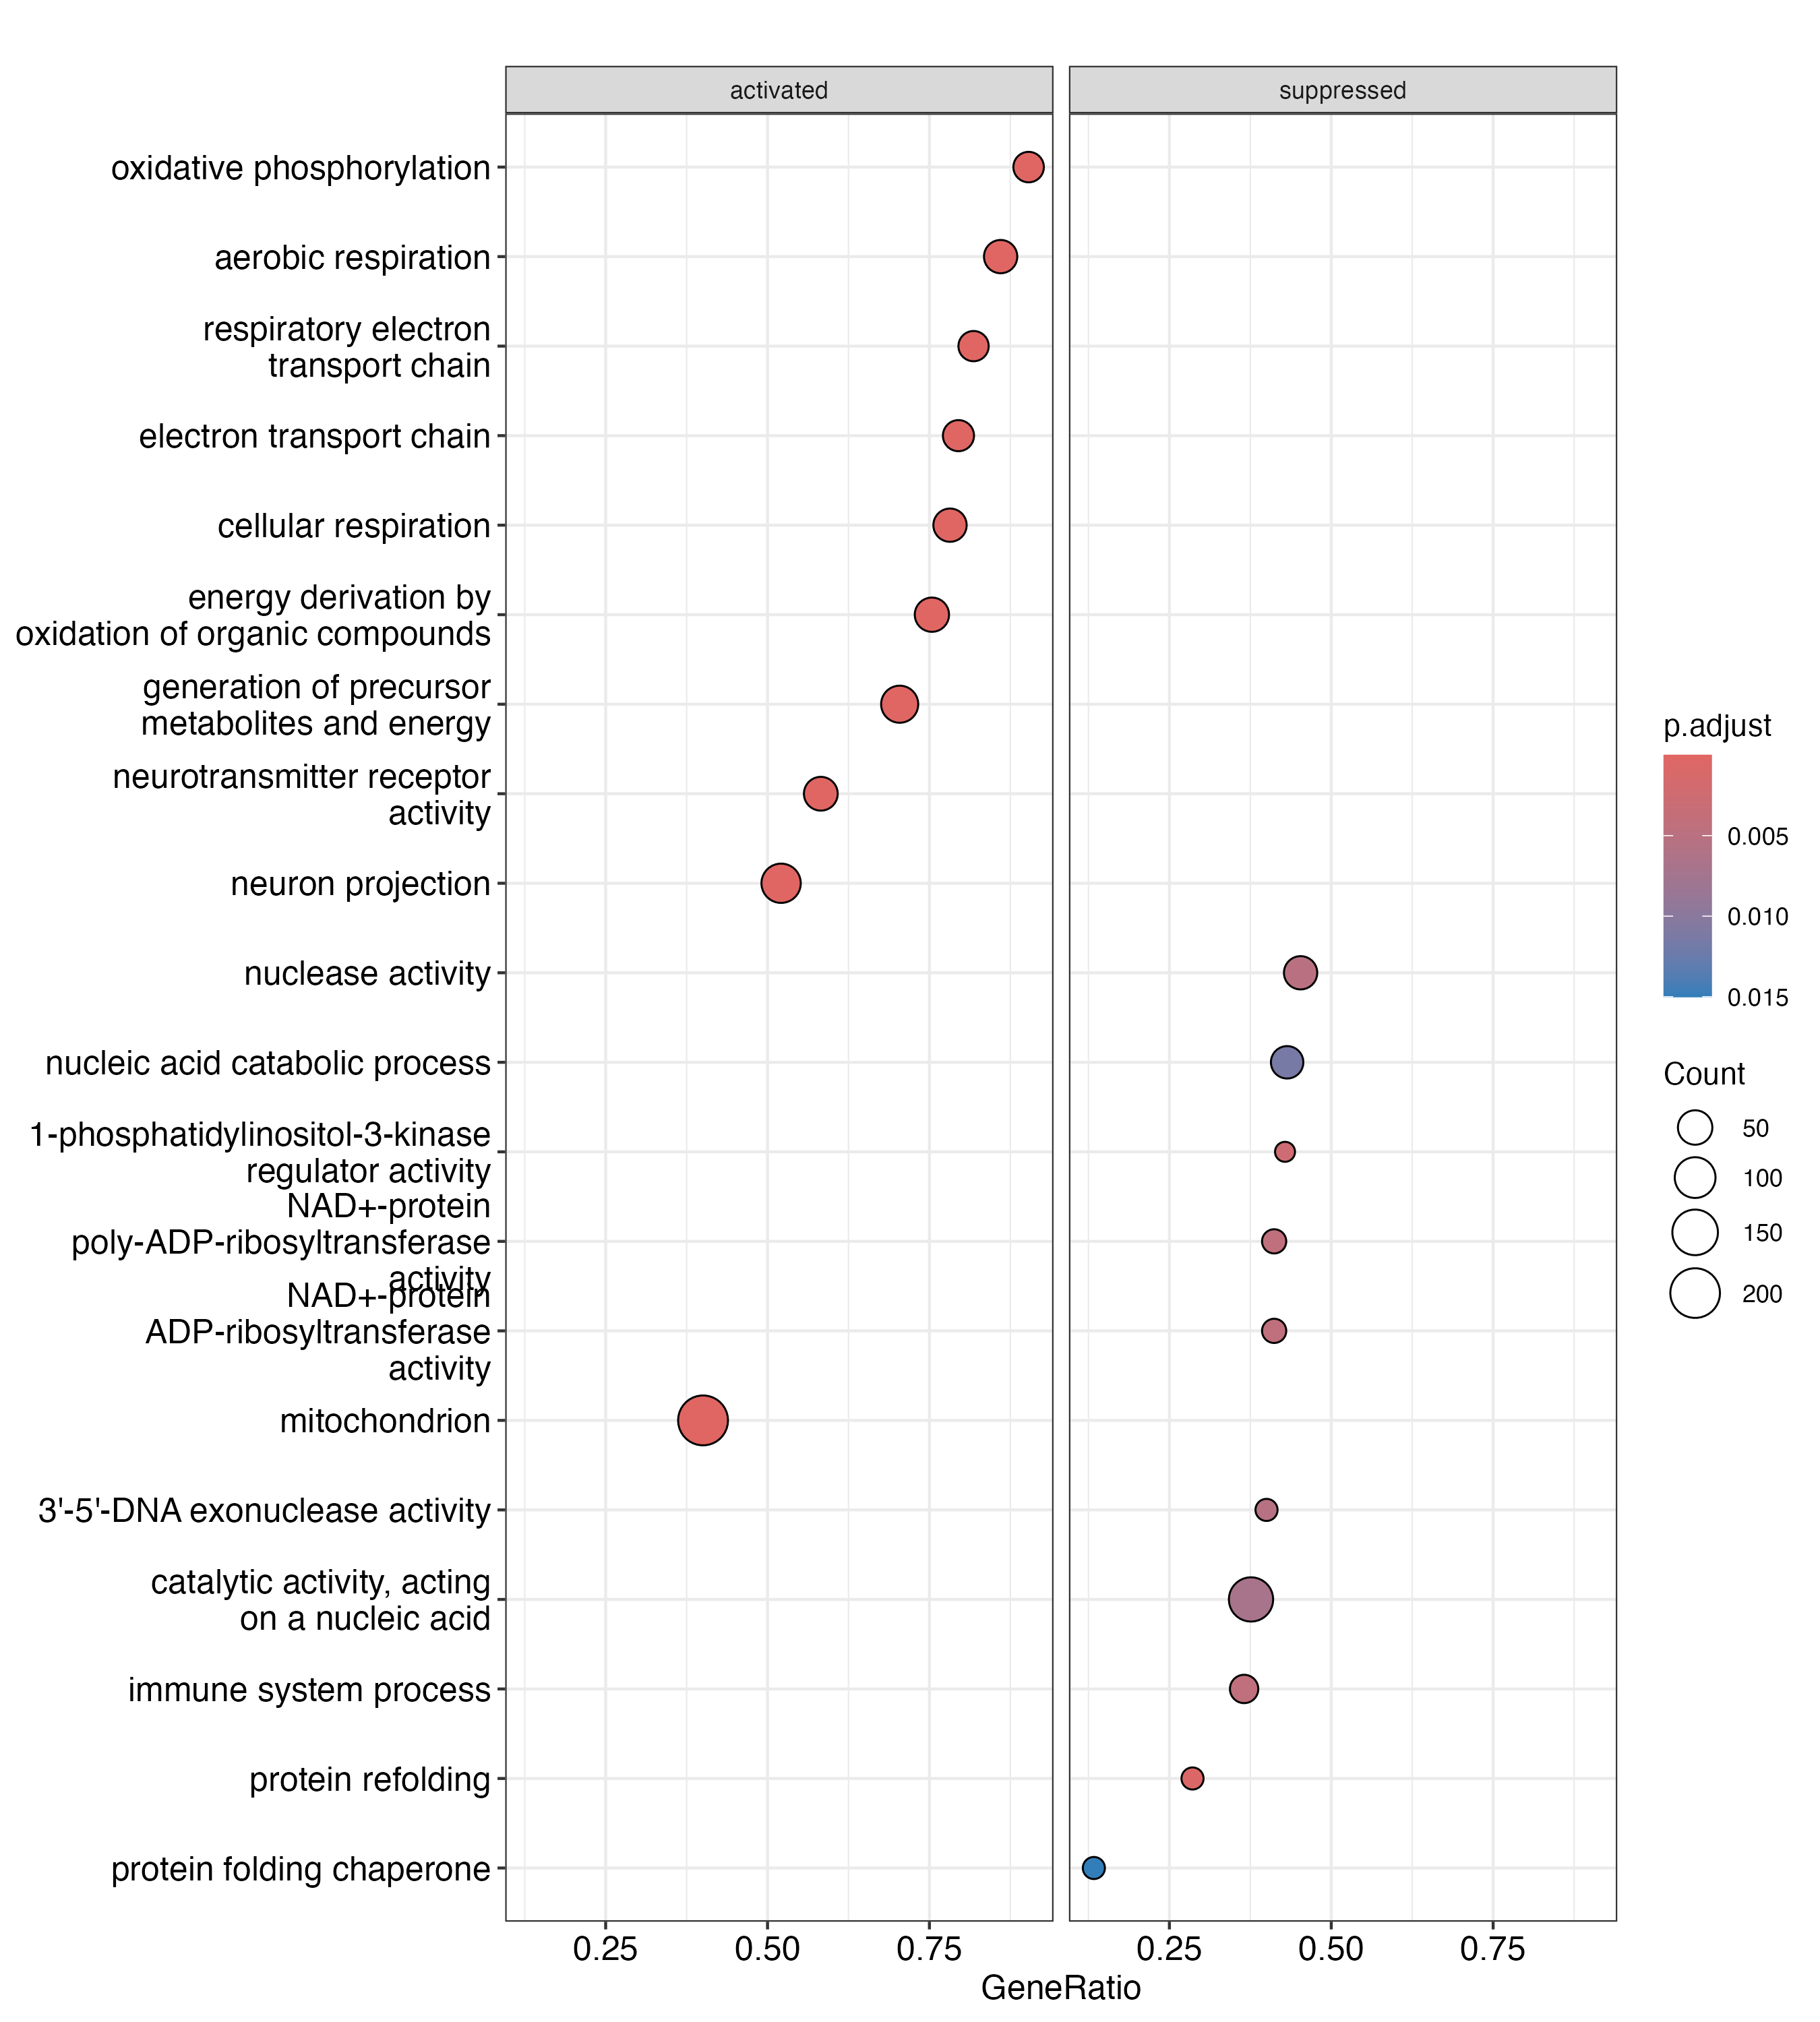 activated
suppressed
oxidative phosphorylation
aerobic respiration
respiratory electron
transport chain
electron transport chain
cellular respiration
energy derivation by
oxidation of organic compounds
generation of precursor
metabolites and energy
neurotransmitter receptor
activity
neuron projection
nuclease activity
nucleic acid catabolic process
1-phosphatidylinositol-3-kinase
regulator activity
NAD+-protein
poly-ADP-ribosyltransferase
activity
NAD+-protein
ADP-ribosyltransferase
activity
mitochondrion
3'-5'-DNA exonuclease activity
catalytic activity, acting
on a nucleic acid
immune system process
protein refolding
protein folding chaperone
0.25 0.50 0.75
0.25 0.50 0.75
GeneRatio
p.adjust
0.005
0.010
0.015
Count
50
100
150
200